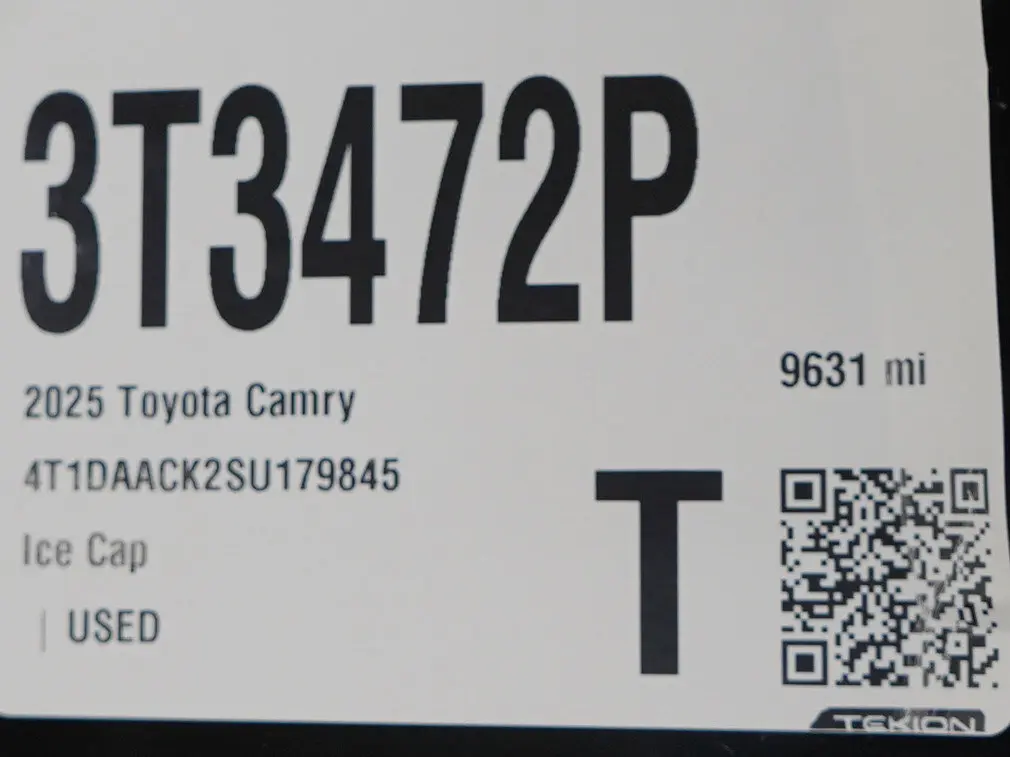 3T3472P
9631 mi
2025 Toyota Camry
4T1DAACK2SU179845
Ice Cap
| USED
T
TEKION